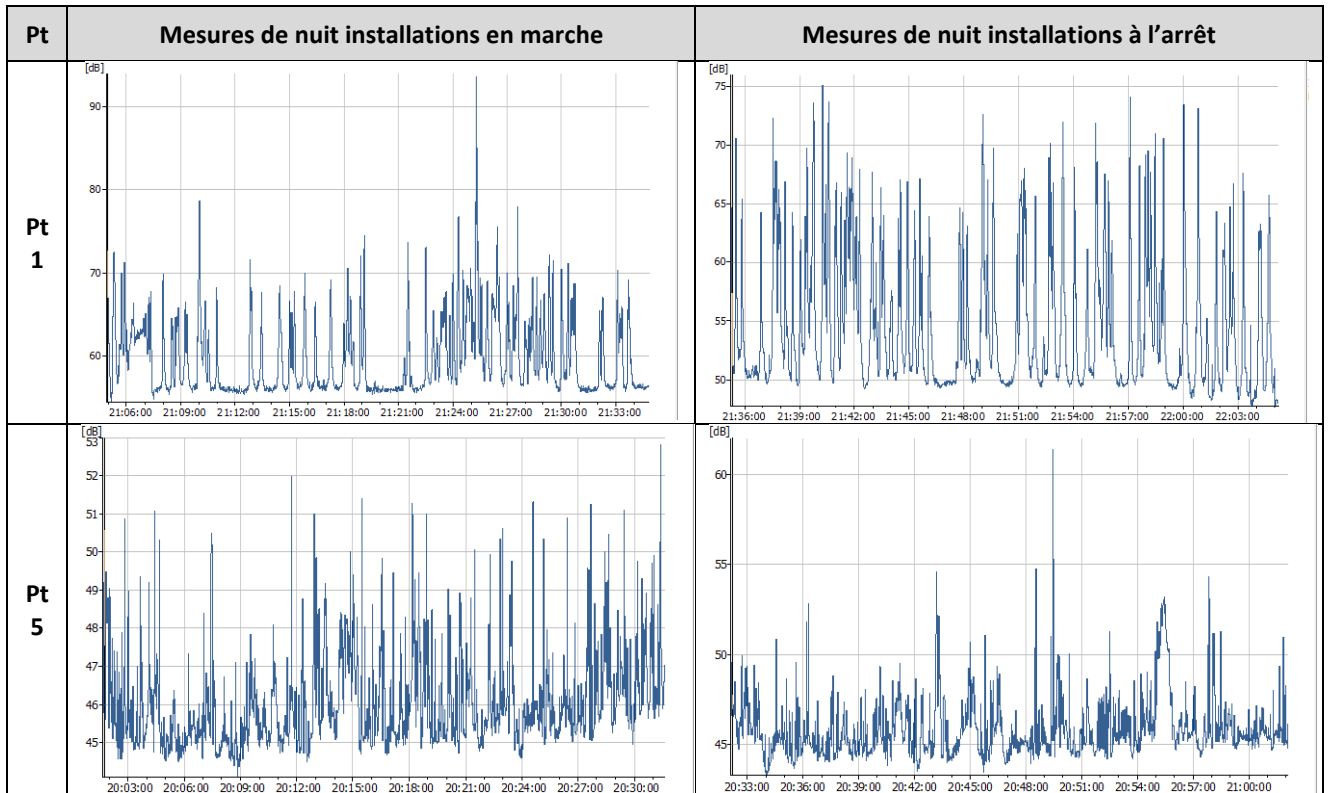 Pt Mesures de nuit installations en marche Mesures de nuit installations à l’arrêt
Pt
1
[dB]
90
80
70
60
21:06:00 21:09:00 21:12:00 21:15:00 21:18:00 21:21:00 21:24:00 21:27:00 21:30:00 21:33:00
[dB]
75
70
65
60
55
50
21:36:00 21:39:00 21:42:00 21:45:00 21:48:00 21:51:00 21:54:00 21:57:00 22:00:00 22:03:00
Pt
5
[dB]
53
52
51
50
49
48
47
46
45
20:03:00 20:06:00 20:09:00 20:12:00 20:15:00 20:18:00 20:21:00 20:24:00 20:27:00 20:30:00
[dB]
60
55
50
45
20:33:00 20:36:00 20:39:00 20:42:00 20:45:00 20:48:00 20:51:00 20:54:00 20:57:00 21:00:00